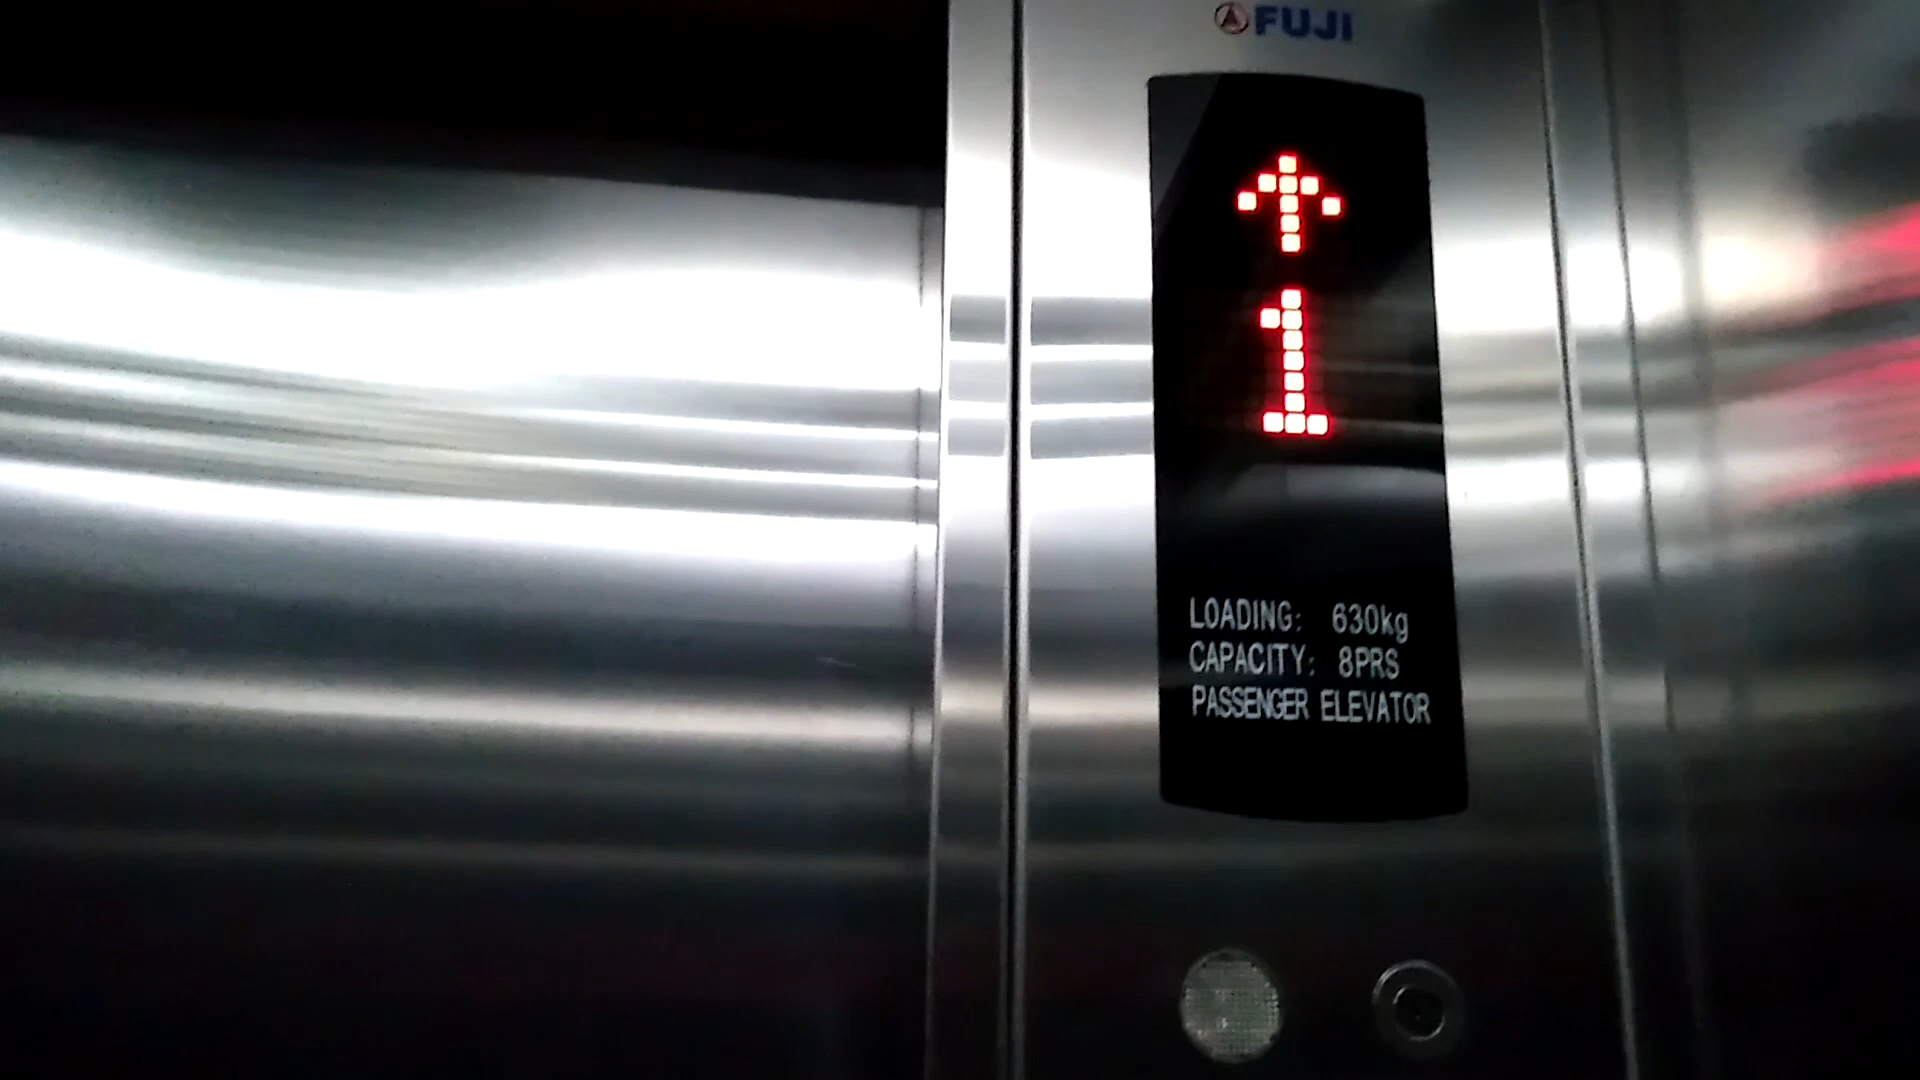 FUJI
1
LOADING: 630kg
CAPACITY: 8PRS
PASSENGER ELEVATOR